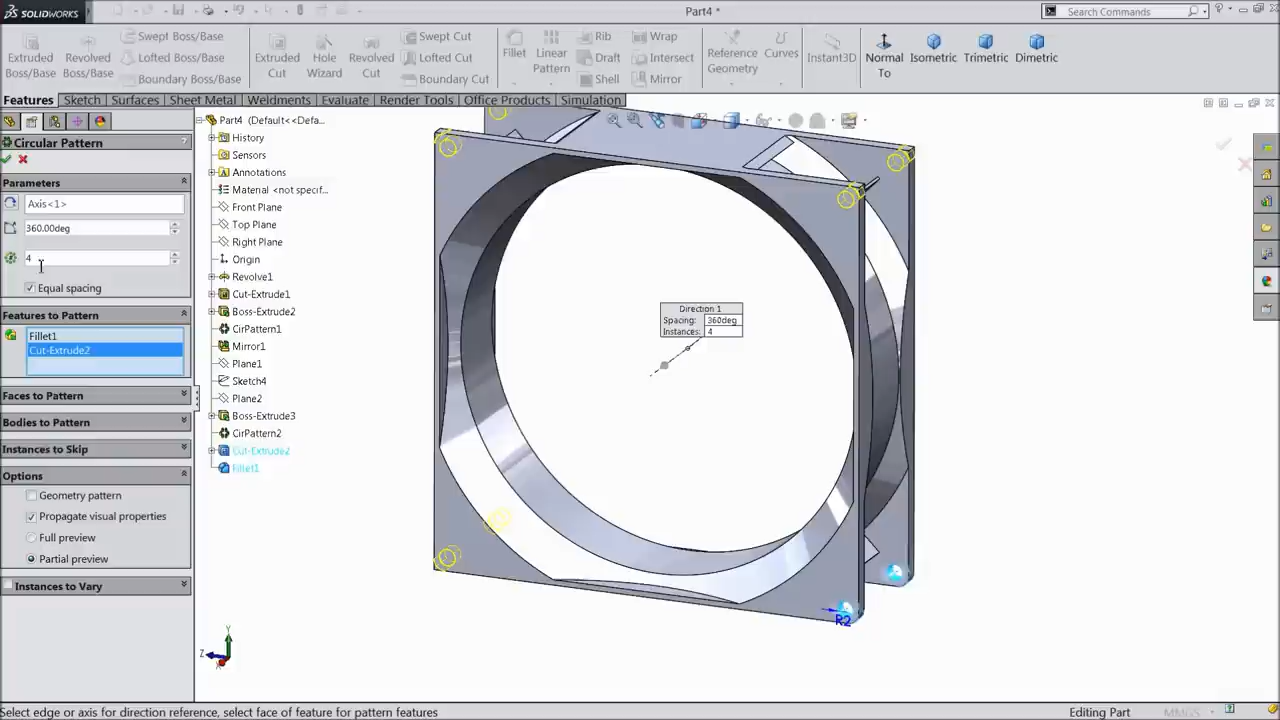 SOLIDWORKS
Part4 *
Search Commands
Extruded Boss/Base
Revolved Boss/Base
Swept Boss/Base
Lofted Boss/Base
Boundary Boss/Base
Extruded Cut
Hole Wizard
Revolved Cut
Swept Cut
Lofted Cut
Boundary Cut
Fillet
Linear Pattern
Rib
Draft
Shell
Wrap
Intersect
Mirror
Reference Geometry
Curves
Instant3D
Normal To
Isometric
Trimetric
Dimetric
Features Sketch Surfaces Sheet Metal Weldments Evaluate Render Tools Office Products Simulation
Circular Pattern
?
Parameters
Axis<1>
360.00deg
4
Equal spacing
Features to Pattern
Fillet1
Cut-Extrude2
Faces to Pattern
Bodies to Pattern
Instances to Skip
Options
Geometry pattern
Propagate visual properties
Full preview
Partial preview
Instances to Vary
Part4 (Default<<Defa...
History
Sensors
Annotations
Material <not specif...
Front Plane
Top Plane
Right Plane
Origin
Revolve1
Cut-Extrude1
Boss-Extrude2
CirPattern1
Mirror1
Plane1
Sketch4
Plane2
Boss-Extrude3
CirPattern2
Cut-Extrude2
Fillet1
Direction 1
Spacing: 360deg
Instances: 4
R2
Y
Z
X
Select edge or axis for direction reference, select face of feature for pattern features
Editing Part
MMGS